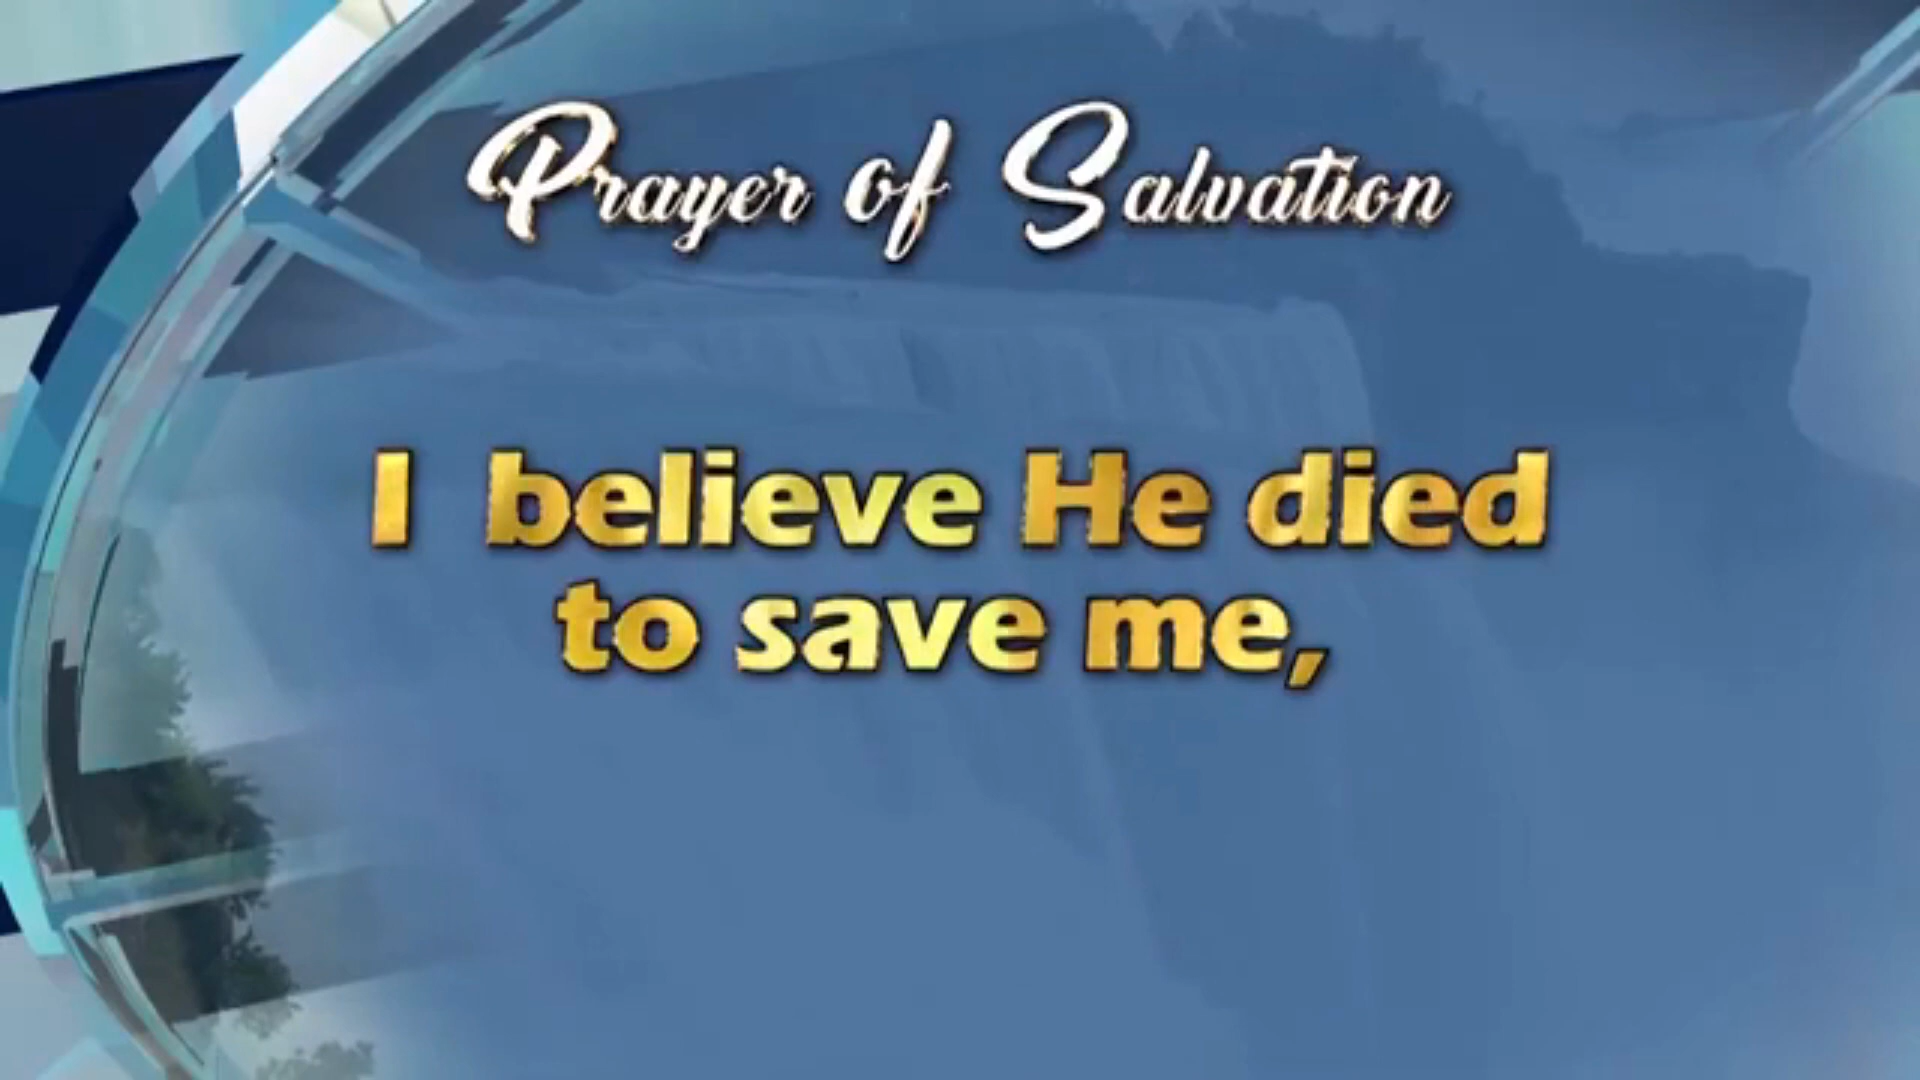 Prayer of Salvation
I believe He died
to save me,